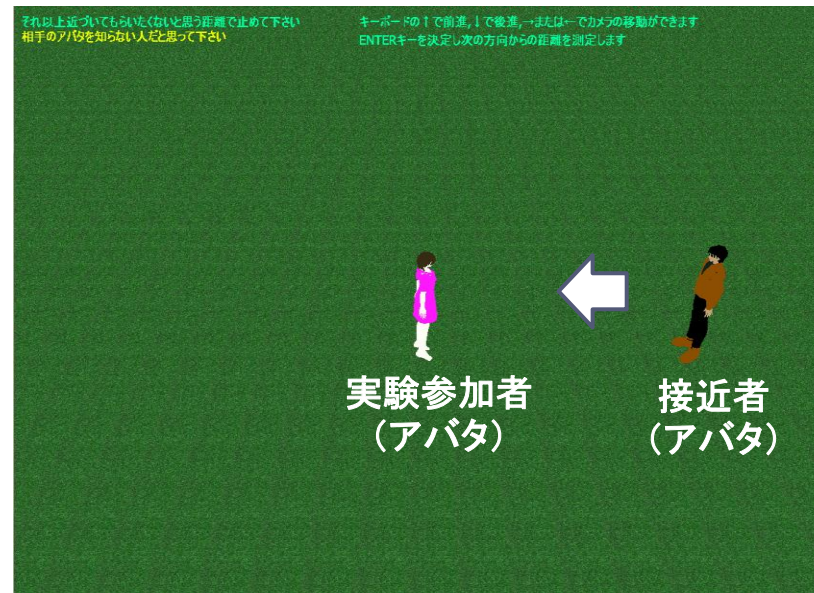 それ以上近づいてもらいたくないと思う距離で止めて下さい
相手のアバタを知らない人だと思って下さい
キーボードの↑で前進,↓で後進,→または←でカメラの移動ができます
ENTERキーを決定し次の方向からの距離を測定します
実験参加者
（アバタ）
接近者
（アバタ）